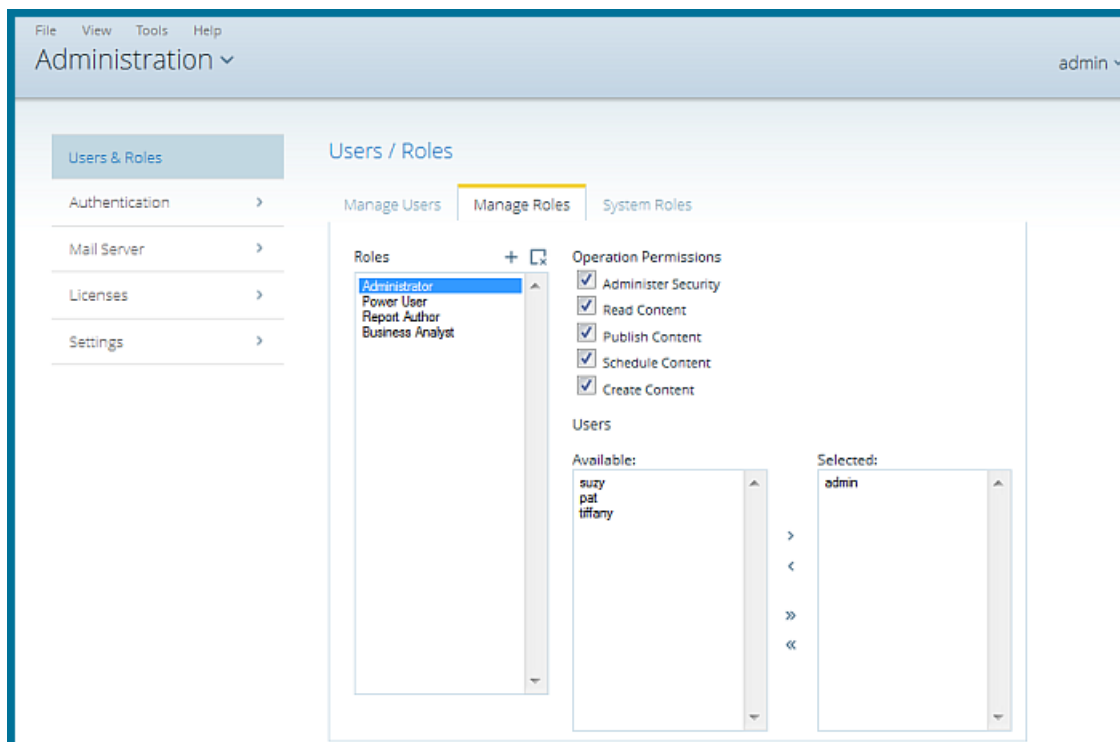 File View Tools Help
Administration
admin
Users & Roles
Authentication
Mail Server
Licenses
Settings
Users / Roles
Manage Users Manage Roles System Roles
Roles
Administrator
Power User
Report Author
Business Analyst
Operation Permissions
Administer Security
Read Content
Publish Content
Schedule Content
Create Content
Users
Available:
suzy
pat
tiffany
Selected:
admin